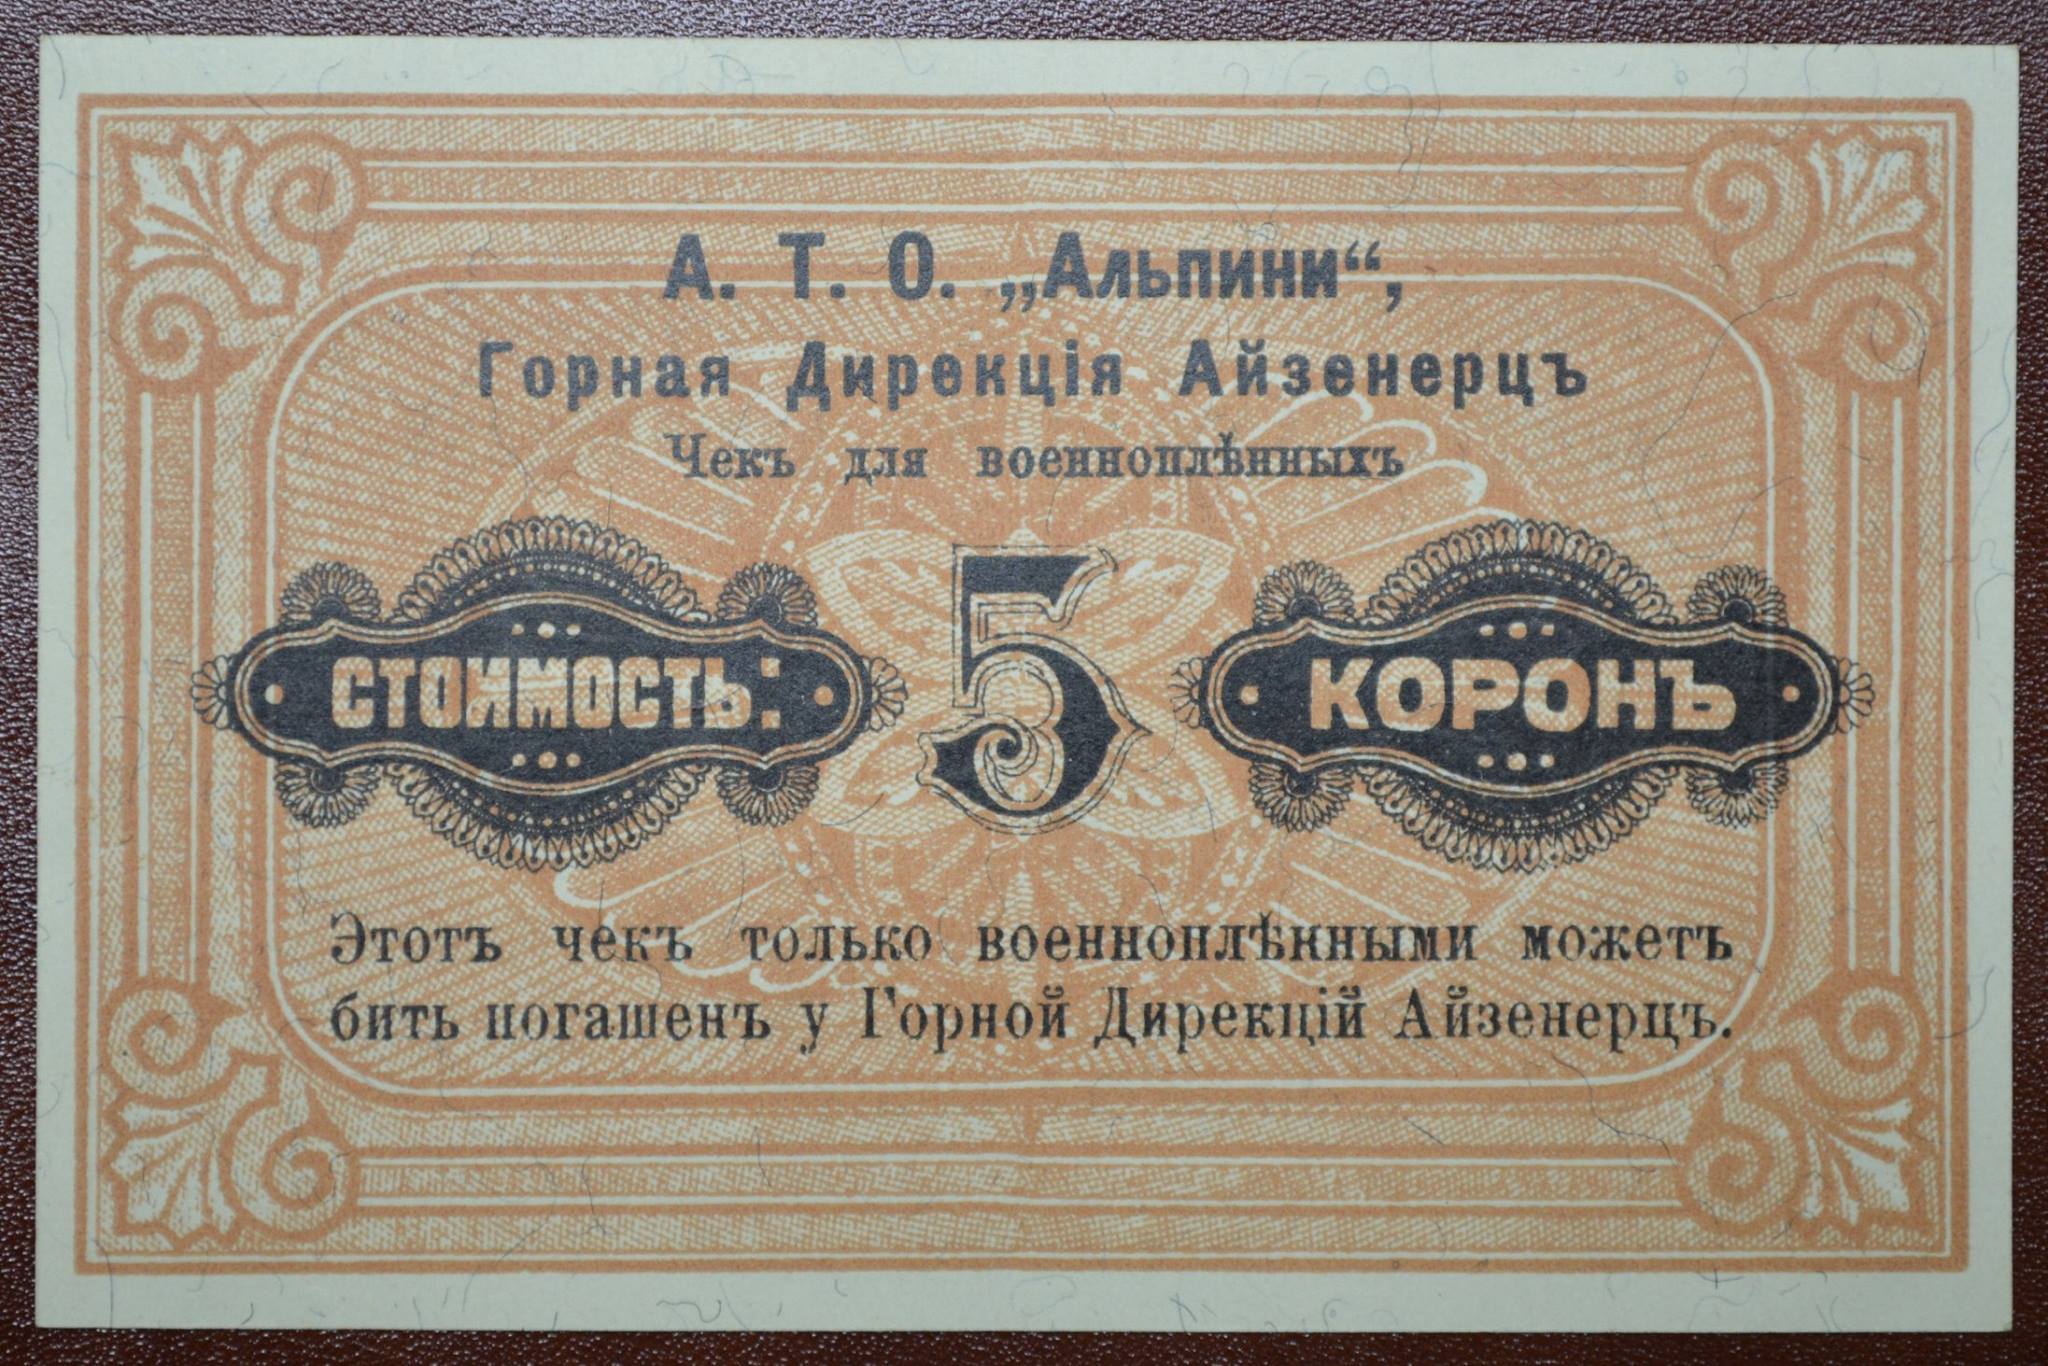 А. Т. О. „Альпини“,
Горная Дирекція Айзенерцъ
Чекъ для военноплѣнныхъ
СТОИМОСТЬ: 5 КОРОНЪ
Этотъ чекъ только военноплѣнными можетъ
бить погашенъ у Горной Дирекцій Айзенерцъ.